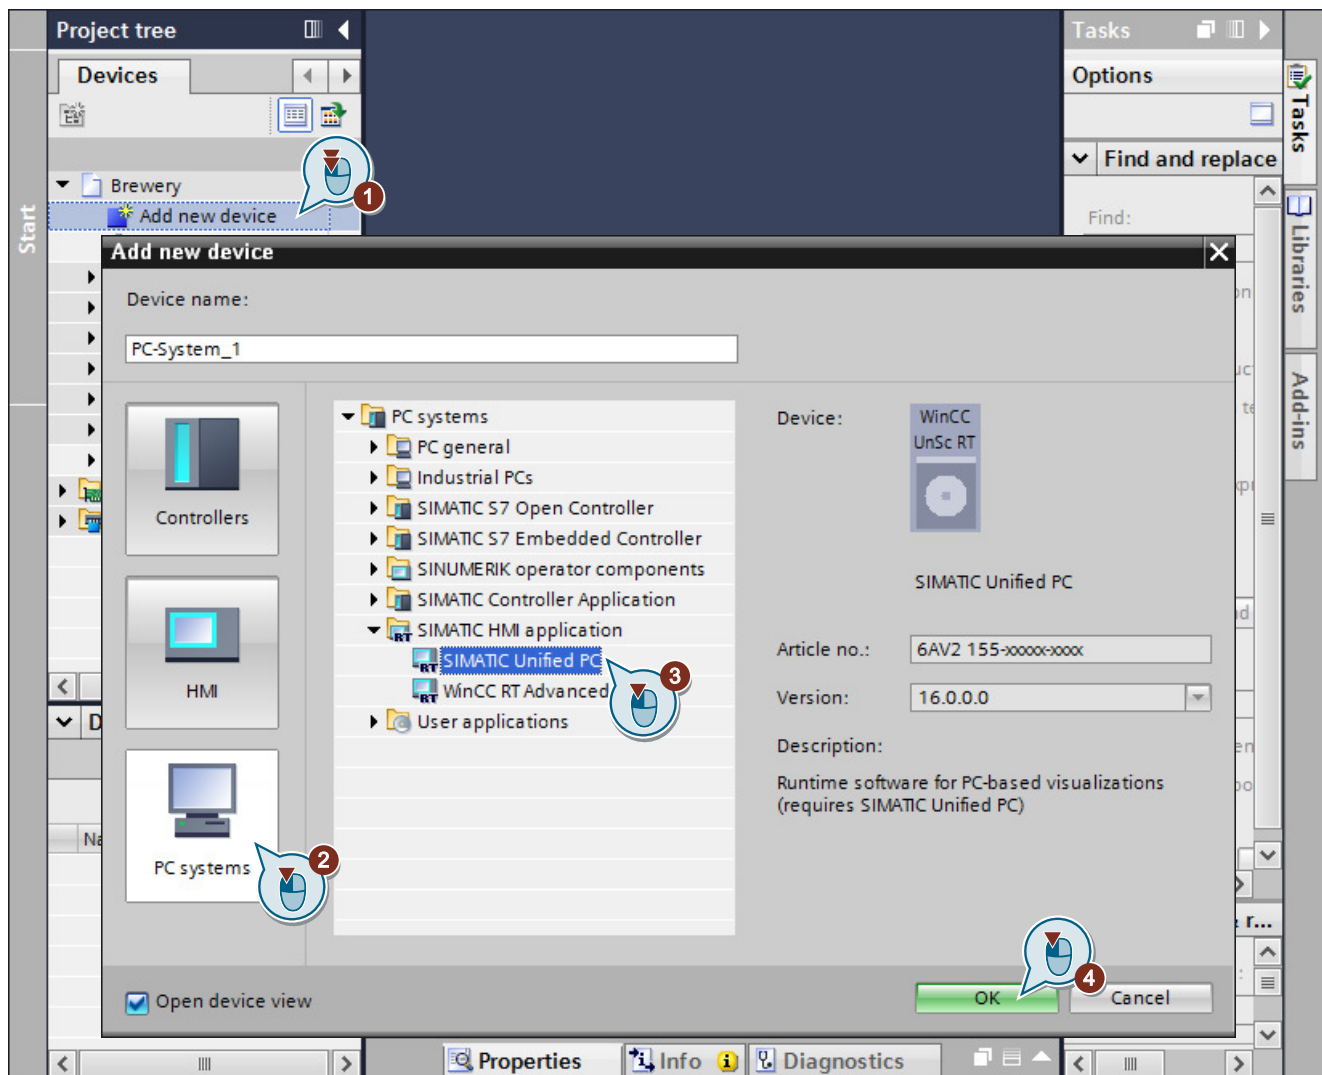 Project tree
Tasks
Devices
Options
Find and replace
Brewery
Add new device
1
Find:
Start
Tasks
Libraries
Add-ins
Add new device
Device name:
PC-System_1
Controllers
HMI
PC systems
2
PC systems
PC general
Industrial PCs
SIMATIC S7 Open Controller
SIMATIC S7 Embedded Controller
SINUMERIK operator components
SIMATIC Controller Application
SIMATIC HMI application
SIMATIC Unified PC
3
WinCC RT Advanced
User applications
Device:
WinCC
UnSc RT
SIMATIC Unified PC
Article no.: 6AV2 155-xxxxx-xxxx
Version: 16.0.0.0
Description:
Runtime software for PC-based visualizations
(requires SIMATIC Unified PC)
Open device view
OK
4
Cancel
Properties
Info
Diagnostics